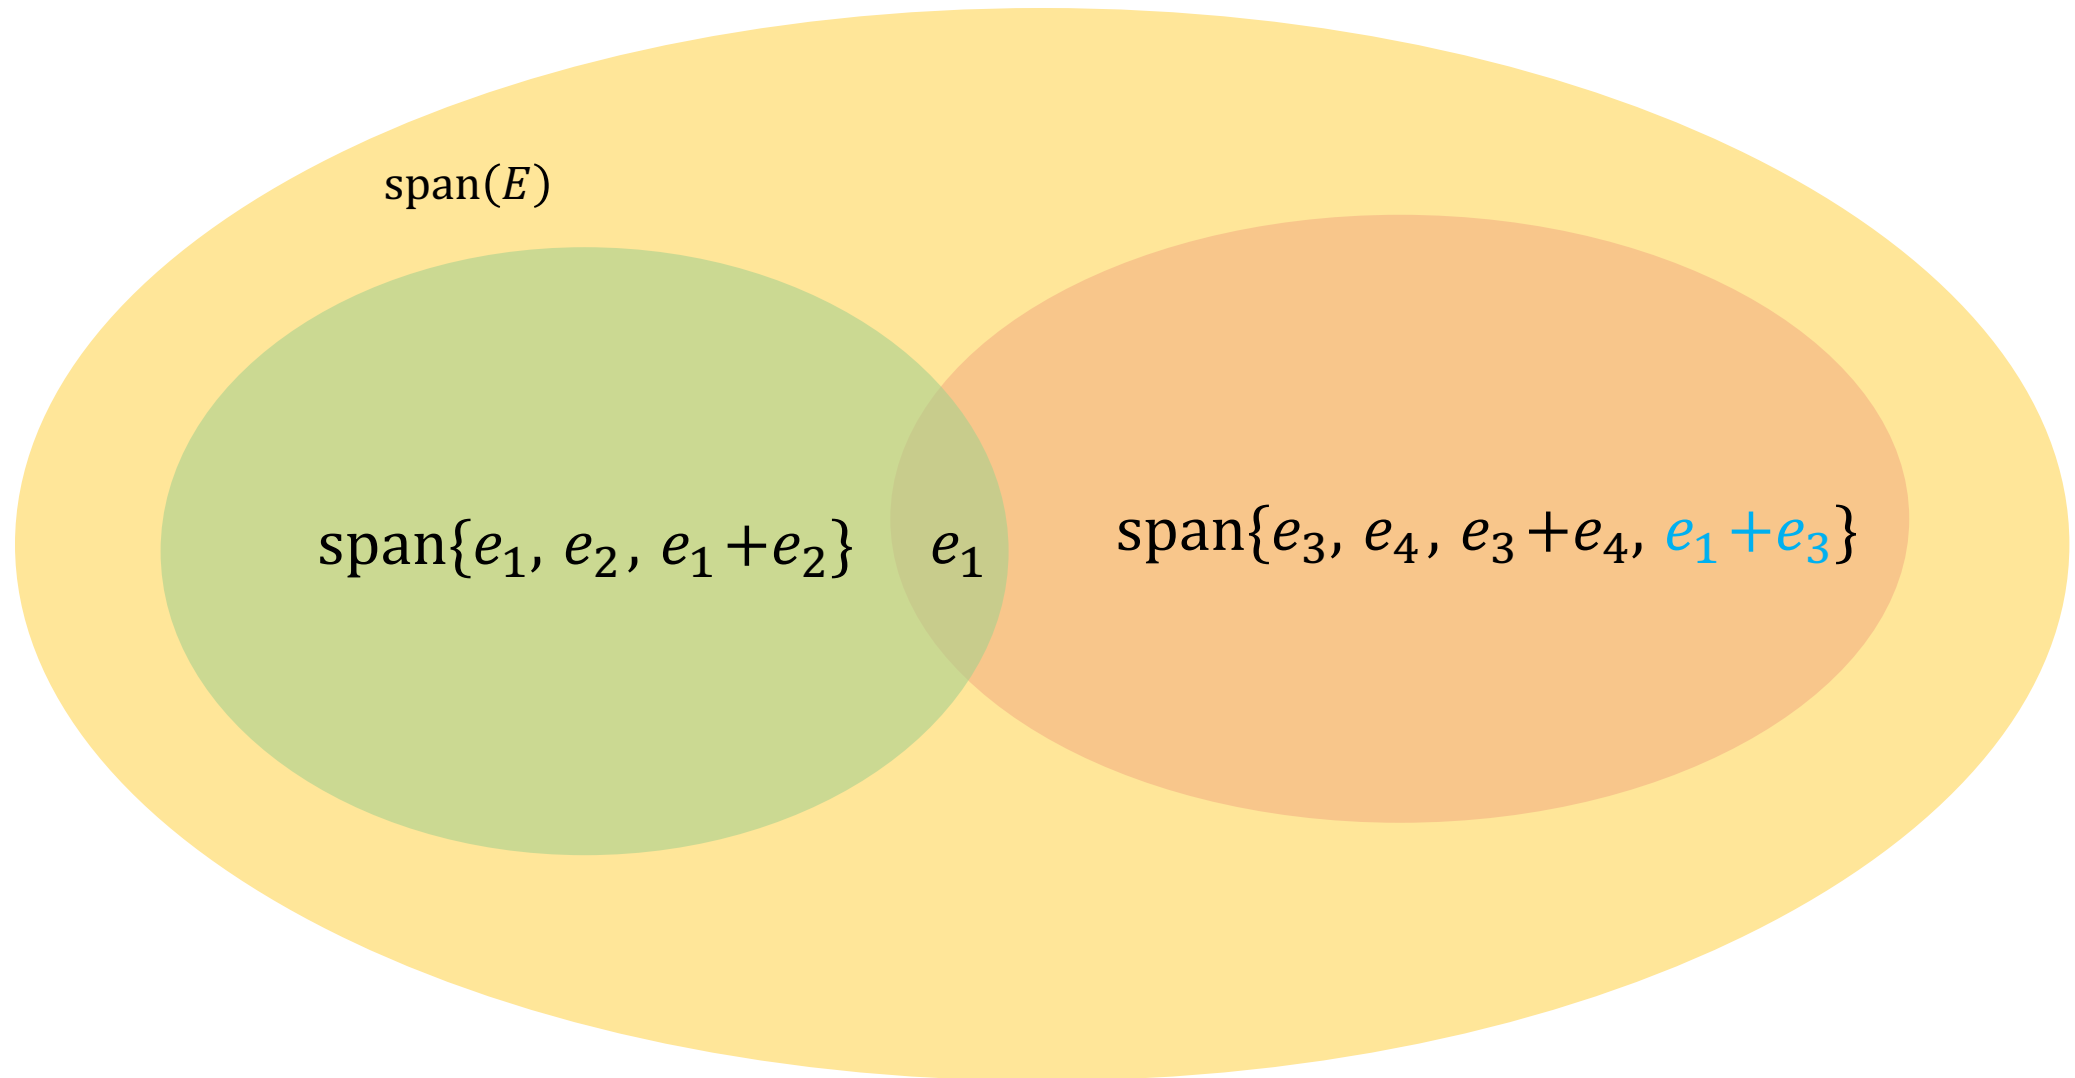 span(E)
span{e₁, e₂, e₁+e₂}
e₁
span{e₃, e₄, e₃+e₄, e₁+e₃}